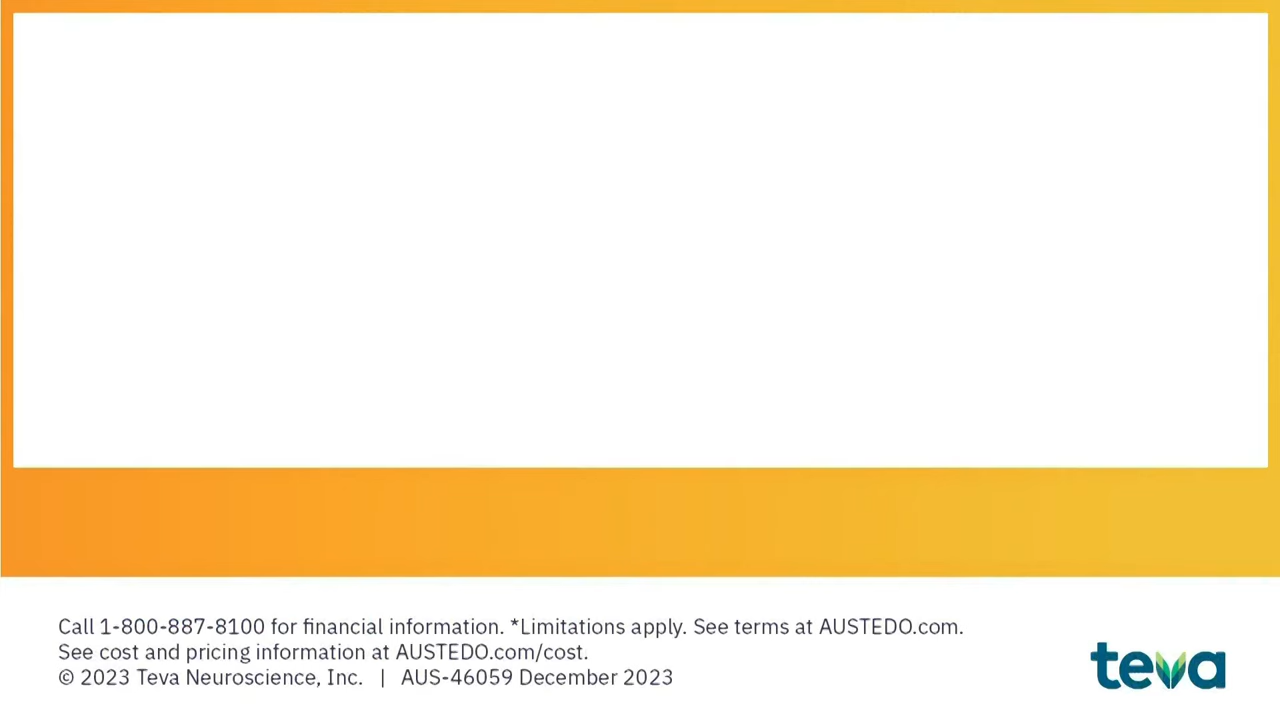 Call 1-800-887-8100 for financial information. *Limitations apply. See terms at AUSTEDO.com.
See cost and pricing information at AUSTEDO.com/cost.
© 2023 Teva Neuroscience, Inc. | AUS-46059 December 2023
teva